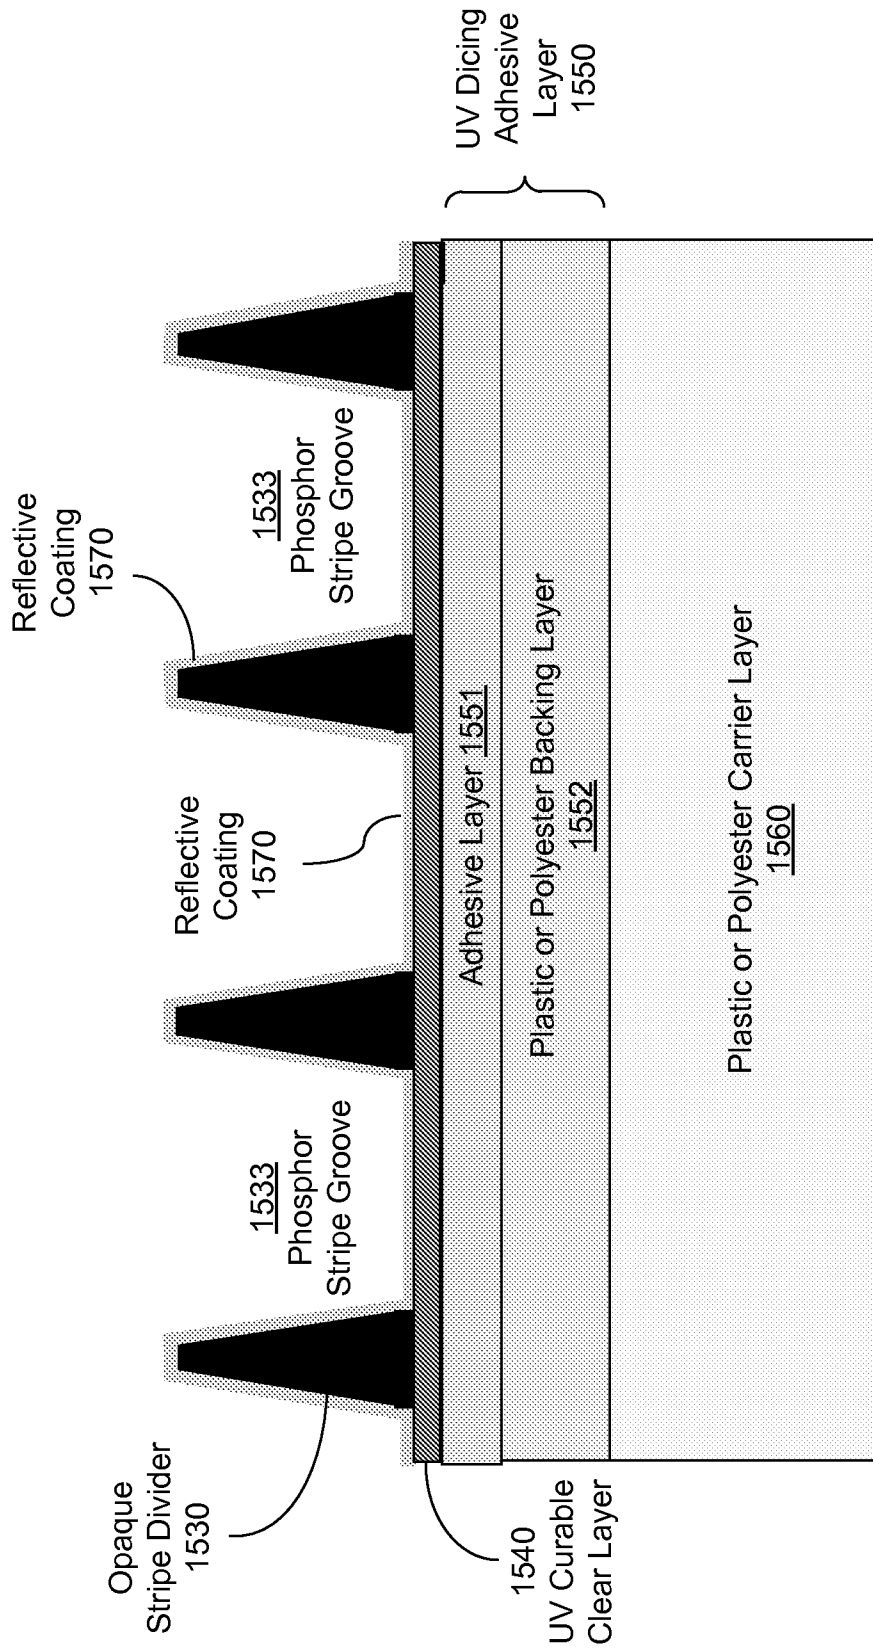 Opaque
Stripe Divider
1530
1533
Phosphor
Stripe Groove
Reflective
Coating
1570
Reflective
Coating
1570
1533
Phosphor
Stripe Groove
1540
UV Curable
Clear Layer
Adhesive Layer 1551
Plastic or Polyester Backing Layer
1552
Plastic or Polyester Carrier Layer
1560
UV Dicing
Adhesive
Layer
1550